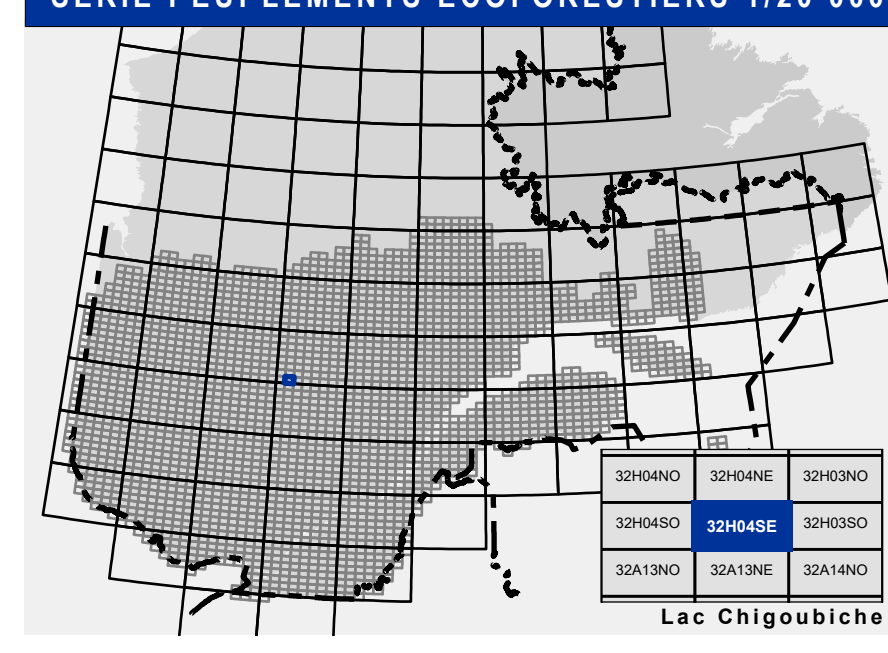 SÉRIE PEUPLEMENTS ÉCOFORESTIERS 1/20 000
32H04NO 32H04NE 32H03NO
32H04SO 32H04SE 32H03SO
32A13NO 32A13NE 32A14NO
Lac Chigoubiche